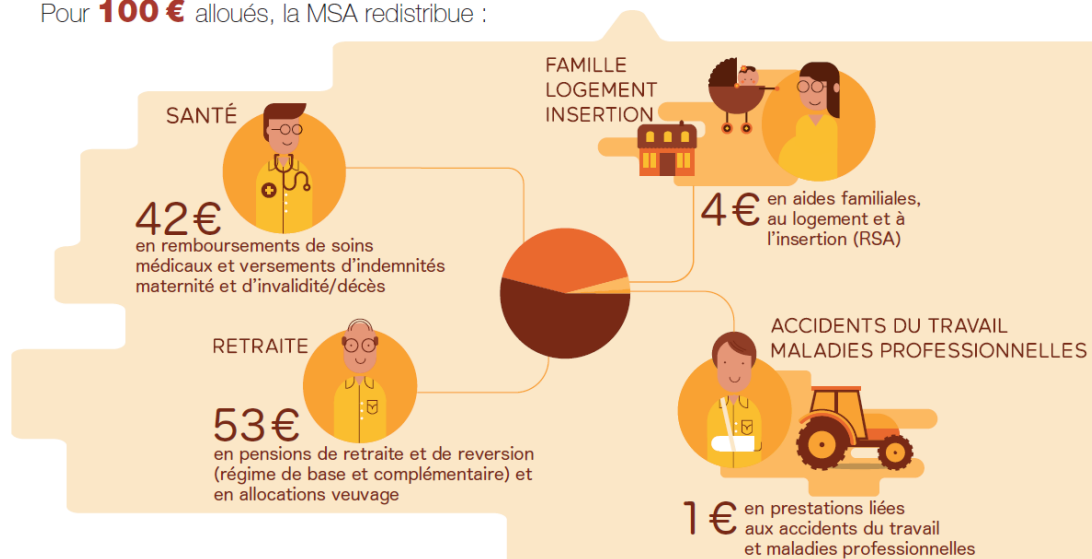 Pour 100 € alloués, la MSA redistribue :
SANTÉ
42€
en remboursements de soins
médicaux et versements d'indemnités
maternité et d'invalidité/décès
FAMILLE
LOGEMENT
INSERTION
4€ en aides familiales,
au logement et à
l'insertion (RSA)
RETRAITE
53€
en pensions de retraite et de reversion
(régime de base et complémentaire) et
en allocations veuvage
ACCIDENTS DU TRAVAIL
MALADIES PROFESSIONNELLES
1€ en prestations liées
aux accidents du travail
et maladies professionnelles